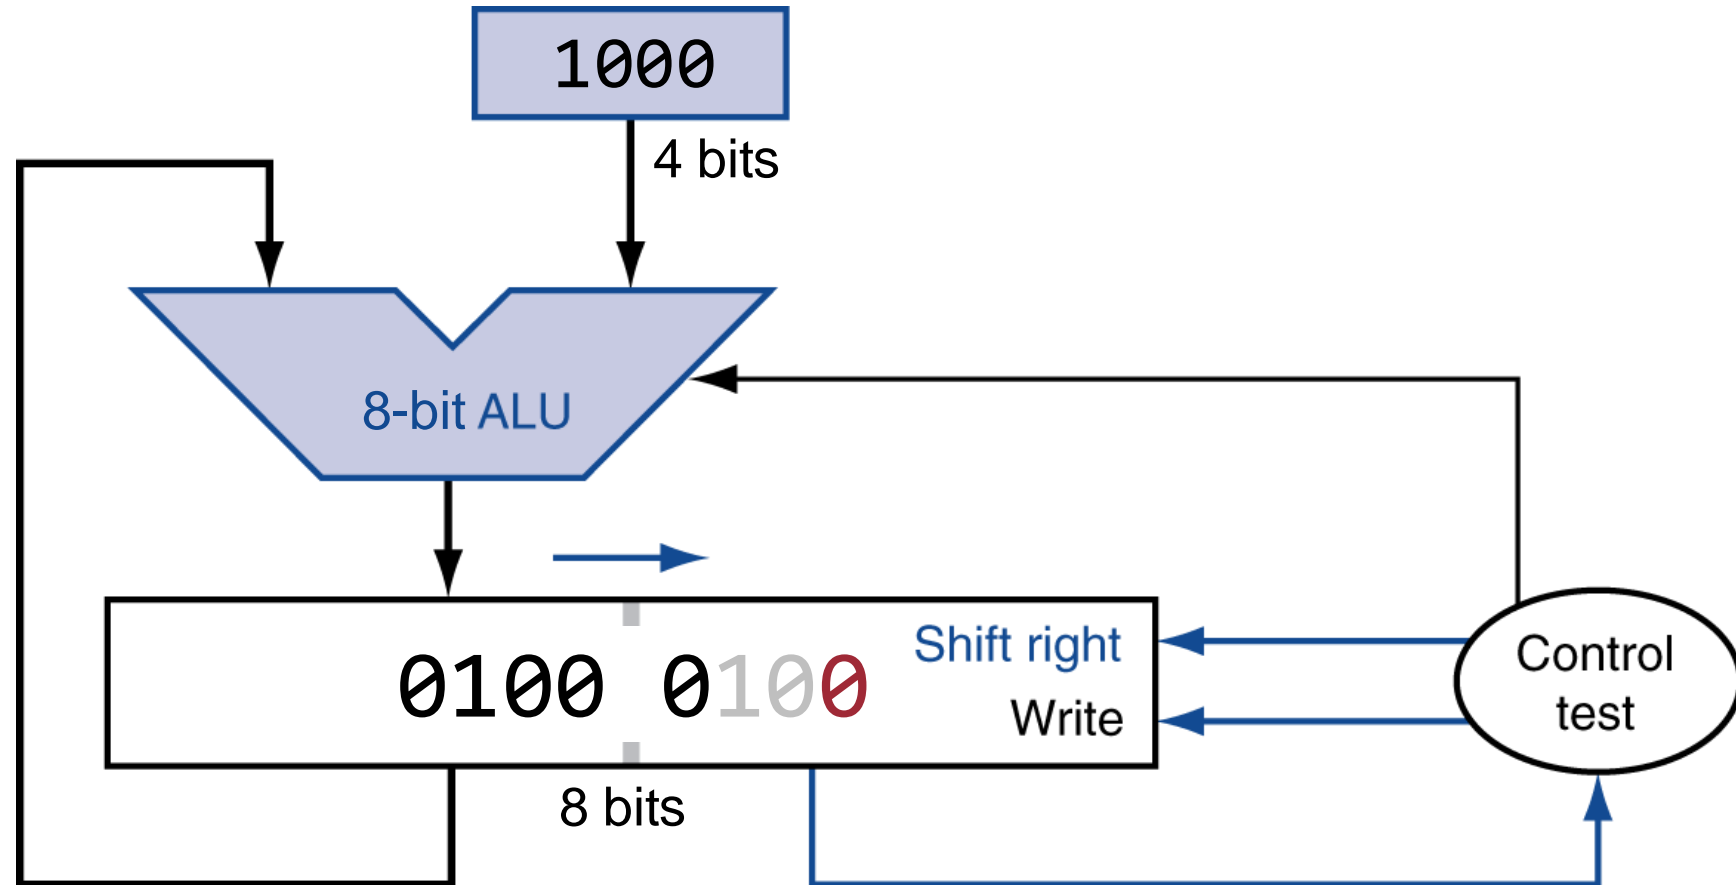 1000
4 bits
8-bit ALU
Shift right
0100 0100
Write
Control
test
8 bits